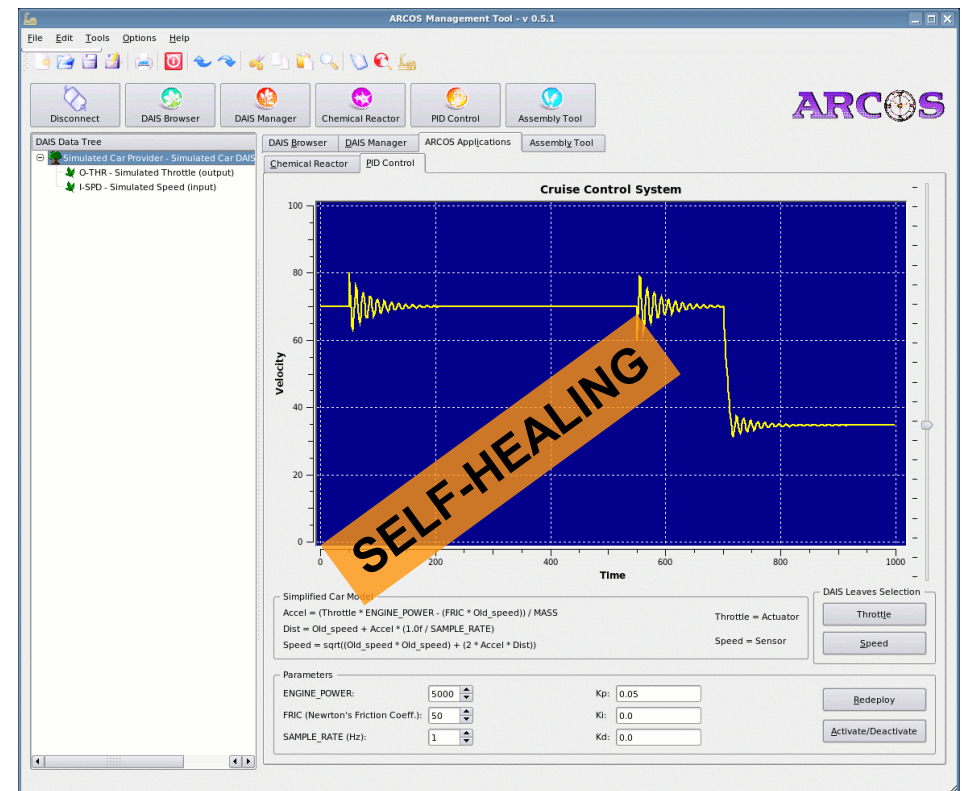 ARCOS Management Tool - v 0.5.1
File Edit Tools Options Help
Disconnect DAIS Browser DAIS Manager Chemical Reactor PID Control Assembly Tool
ARCOS
DAIS Data Tree
Simulated Car Provider - Simulated Car DAIS
O-THR - Simulated Throttle (output)
I-SPD - Simulated Speed (input)
DAIS Browser DAIS Manager ARCOS Applications Assembly Tool
Chemical Reactor PID Control
Cruise Control System
100
80
60
40
20
0
Velocity
0 200 400 600 800 1000
Time
SELF-HEALING
Simplified Car Model
Accel = (Throttle * ENGINE_POWER - (FRIC * Old_speed)) / MASS
Dist = Old_speed + Accel * (1.0f / SAMPLE_RATE)
Speed = sqrt((Old_speed * Old_speed) + (2 * Accel * Dist))
Throttle = Actuator
Speed = Sensor
DAIS Leaves Selection
Throttle
Speed
Parameters
ENGINE_POWER: 5000 Kp: 0.05
FRIC (Newton's Friction Coeff.): 50 Ki: 0.0
SAMPLE_RATE (Hz): 1 Kd: 0.0
Redeploy
Activate/Deactivate